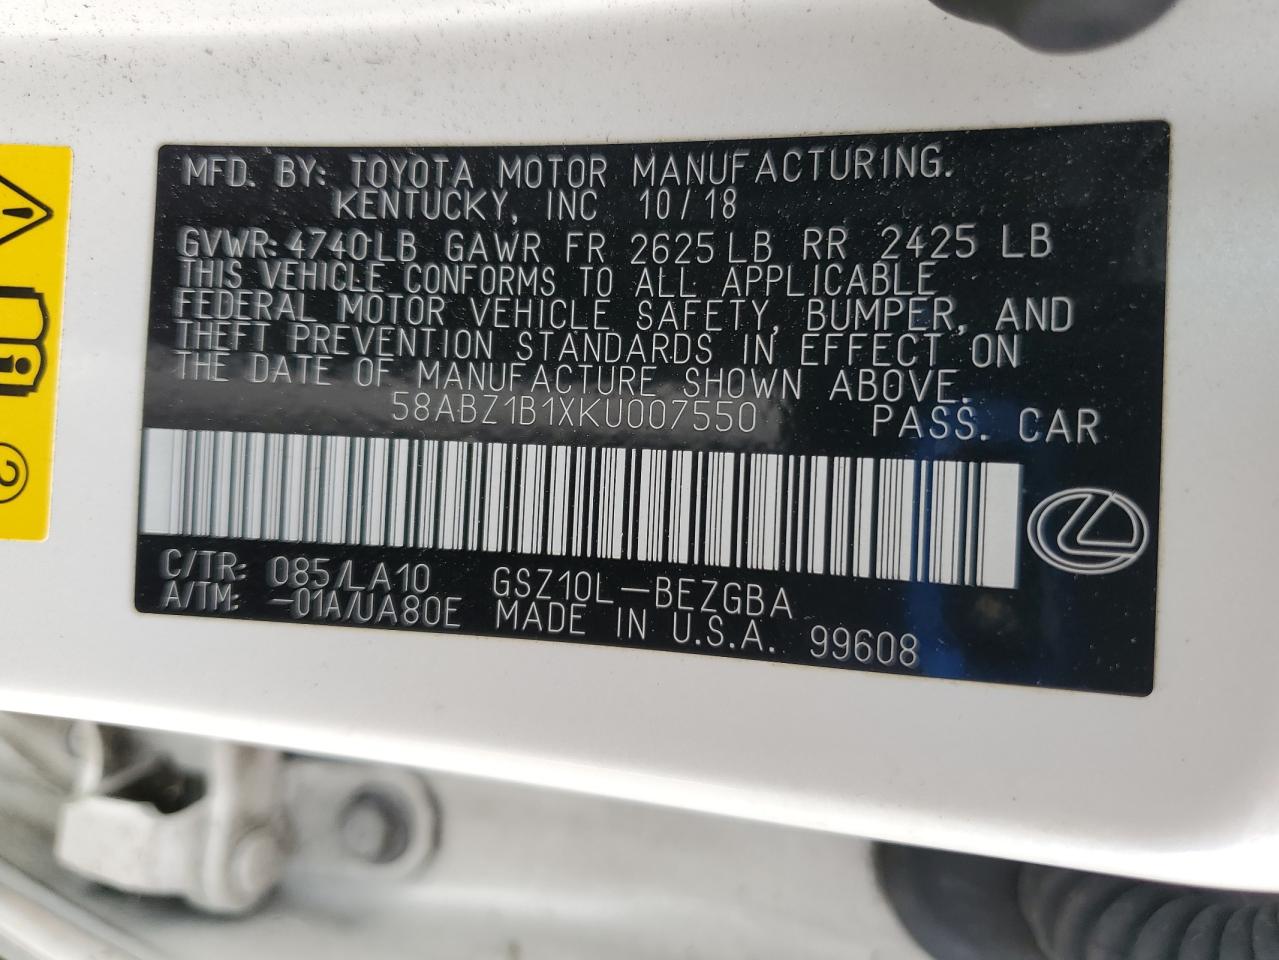 MFD. BY: TOYOTA MOTOR MANUFACTURING.
KENTUCKY, INC 10/18
GVWR: 4740LB GAWR FR 2625LB RR 2425 LB
THIS VEHICLE CONFORMS TO ALL APPLICABLE
FEDERAL MOTOR VEHICLE SAFETY, BUMPER, AND
THEFT PREVENTION STANDARDS IN EFFECT ON
THE DATE OF MANUFACTURE SHOWN ABOVE.
58ABZ1B1XKU007550 PASS. CAR
C/TR: 085/LA10 GSZ10L-BEZGBA
A/TM: -01A/UA80E MADE IN U.S.A. 99608
2